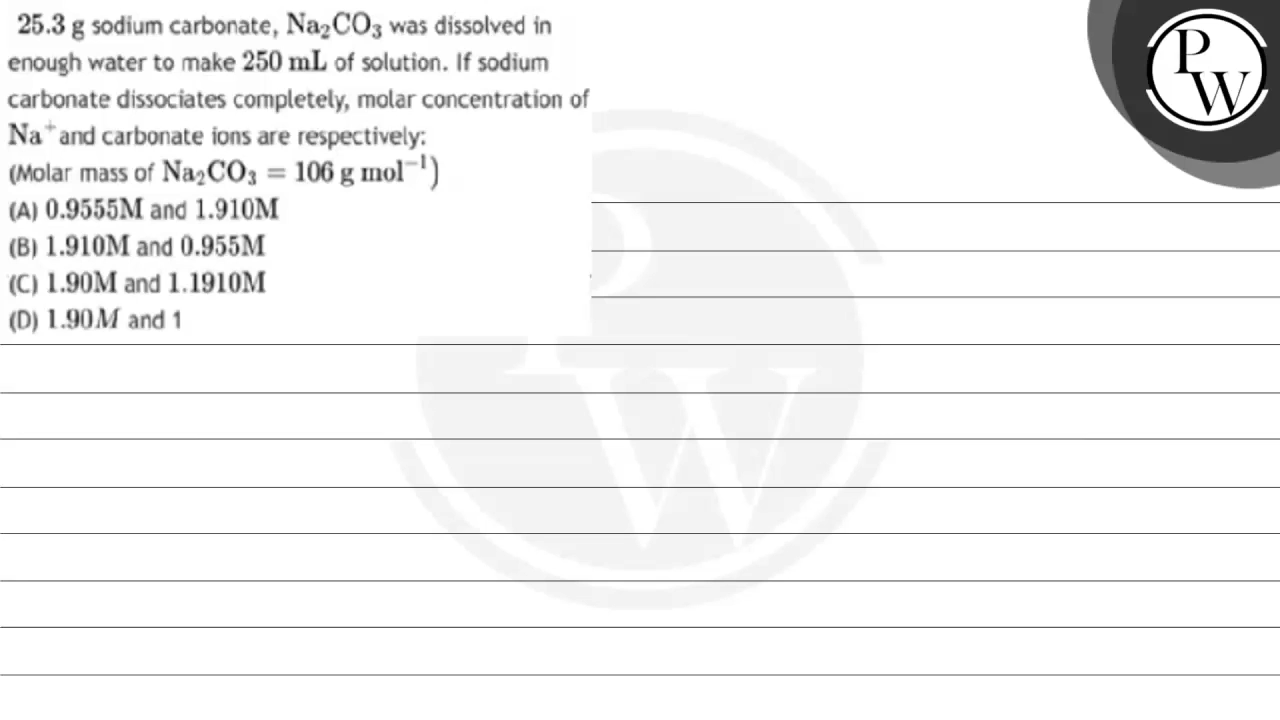 25.3 g sodium carbonate, Na₂CO₃ was dissolved in
enough water to make 250 mL of solution. If sodium
carbonate dissociates completely, molar concentration of
Na⁺ and carbonate ions are respectively:
(Molar mass of Na₂CO₃ = 106 g mol⁻¹)
(A) 0.9555M and 1.910M
(B) 1.910M and 0.955M
(C) 1.90M and 1.1910M
(D) 1.90M and 1
P
W
P
W